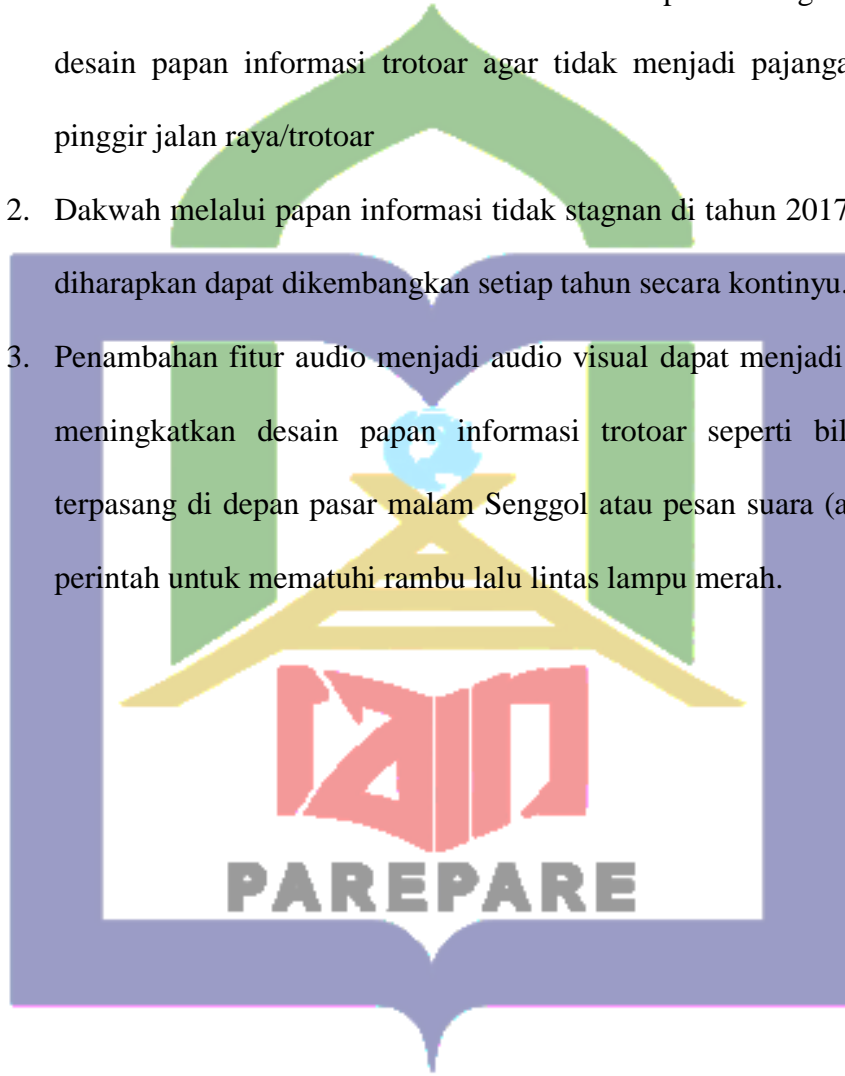 desain papan informasi trotoar agar tidak menjadi
pinggir jalan raya/trotoar
2. Dakwah melalui papan informasi tidak stagnan di tahun 2017
diharapkan dapat dikembangkan setiap tahun secara kontinyu.
3. Penambahan fitur audio menjadi audio visual dapat menjadi
meningkatkan desain papan informasi trotoar seperti
terpasang di depan pasar malam Senggol atau pesan suara
perintah untuk mematuhi rambu lalu lintas lampu merah.
iain
PAREPARE